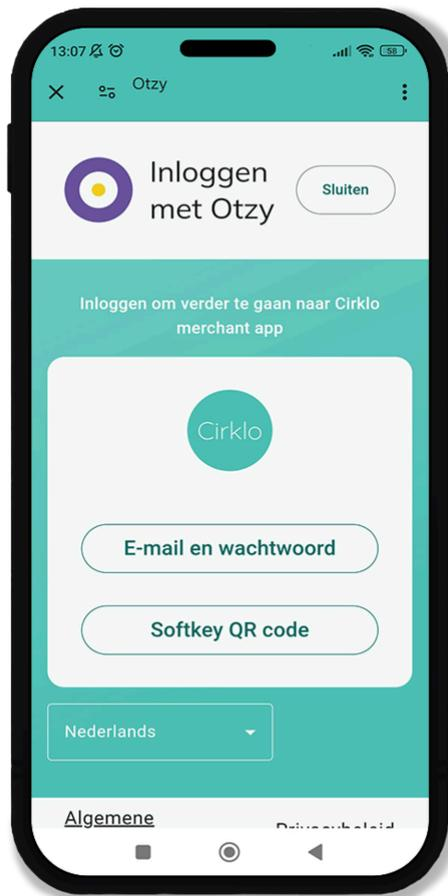 13:07
58
Otzy
Inloggen
met Otzy
Sluiten
Inloggen om verder te gaan naar Cirklo
merchant app
Cirklo
E-mail en wachtwoord
Softkey QR code
Nederlands
Algemene
Privacybeleid